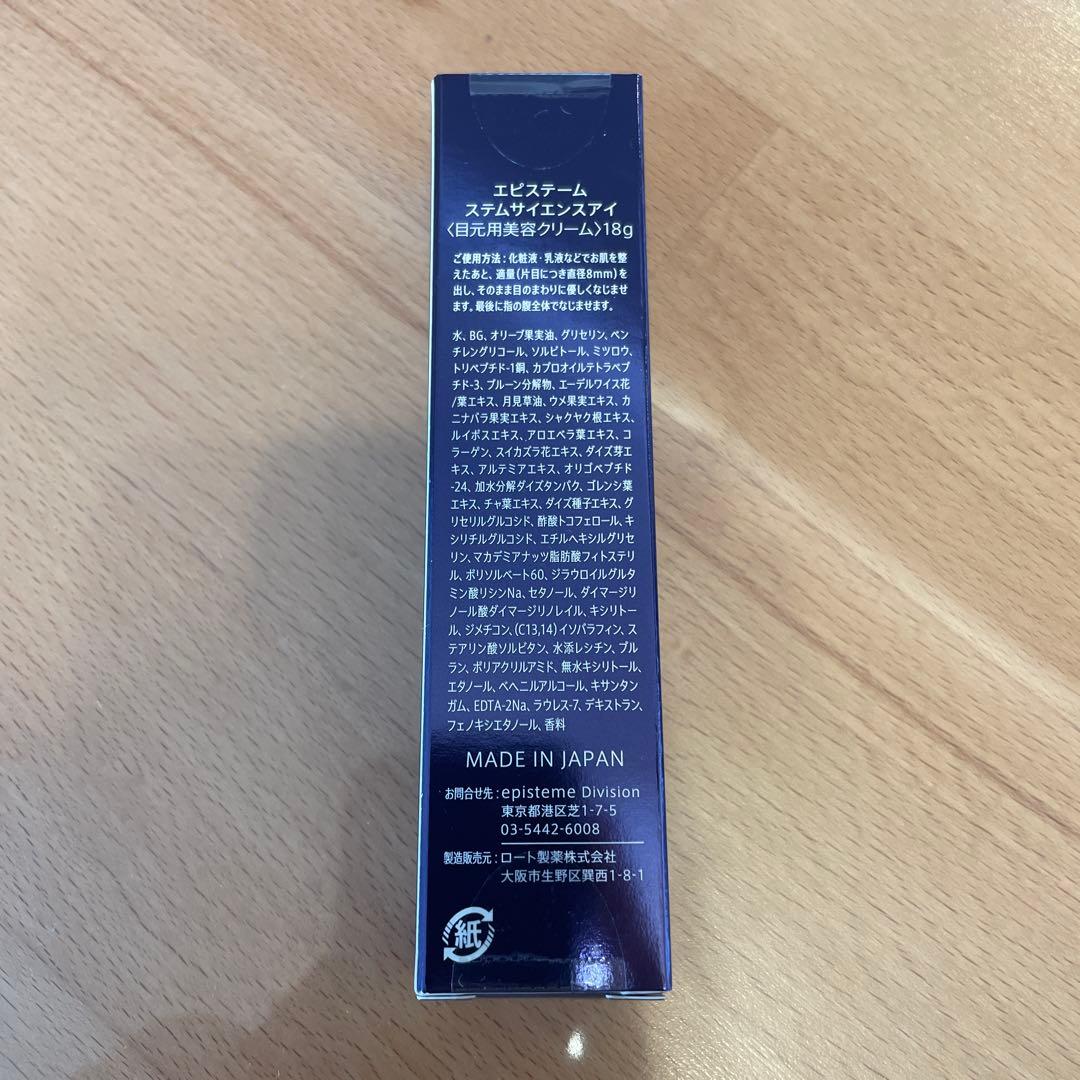 エピステーム
ステムサイエンスアイ
〈目元用美容クリーム〉18g
ご使用方法：化粧液・乳液などでお肌を整
えたあと、適量（片目につき直径8mm）を
出し、そのまま目のまわりに優しくなじませ
ます。最後に指の腹全体でなじませます。
水、BG、オリーブ果実油、グリセリン、ペン
チレングリコール、ソルビトール、ミツロウ、
トリペプチド-1銅、カプロオイルテトラペプ
チド-3、プルーン分解物、エーデルワイス花
/葉エキス、月見草油、ウメ果実エキス、カ
ニナバラ果実エキス、シャクヤク根エキス、
ルイボスエキス、アロエベラ葉エキス、コ
ラーゲン、スイカズラ花エキス、ダイズ芽エ
キス、アルテミアエキス、オリゴペプチド
-24、加水分解ダイズタンパク、ゴレンシ葉
エキス、チャ葉エキス、ダイズ種子エキス、グ
リセリルグルコシド、酢酸トコフェロール、キ
シリチルグルコシド、エチルヘキシルグリセ
リン、マカデミアナッツ脂肪酸フィトステリ
ル、ポリソルベート60、ジラウロイルグルタ
ミン酸リシンNa、セタノール、ダイマージリ
ノール酸ダイマージリノレイル、キシリトー
ル、ジメチコン、（C13,14）イソパラフィン、ス
テアリン酸ソルビタン、水添レシチン、プル
ラン、ポリアクリルアミド、無水キシリトール、
エタノール、ベヘニルアルコール、キサンタン
ガム、EDTA-2Na、ラウレス-7、デキストラン、
フェノキシエタノール、香料
MADE IN JAPAN
お問合せ先：episteme Division
東京都港区芝1-7-5
03-5442-6008
製造販売元：ロート製薬株式会社
大阪市生野区巽西1-8-1
紙